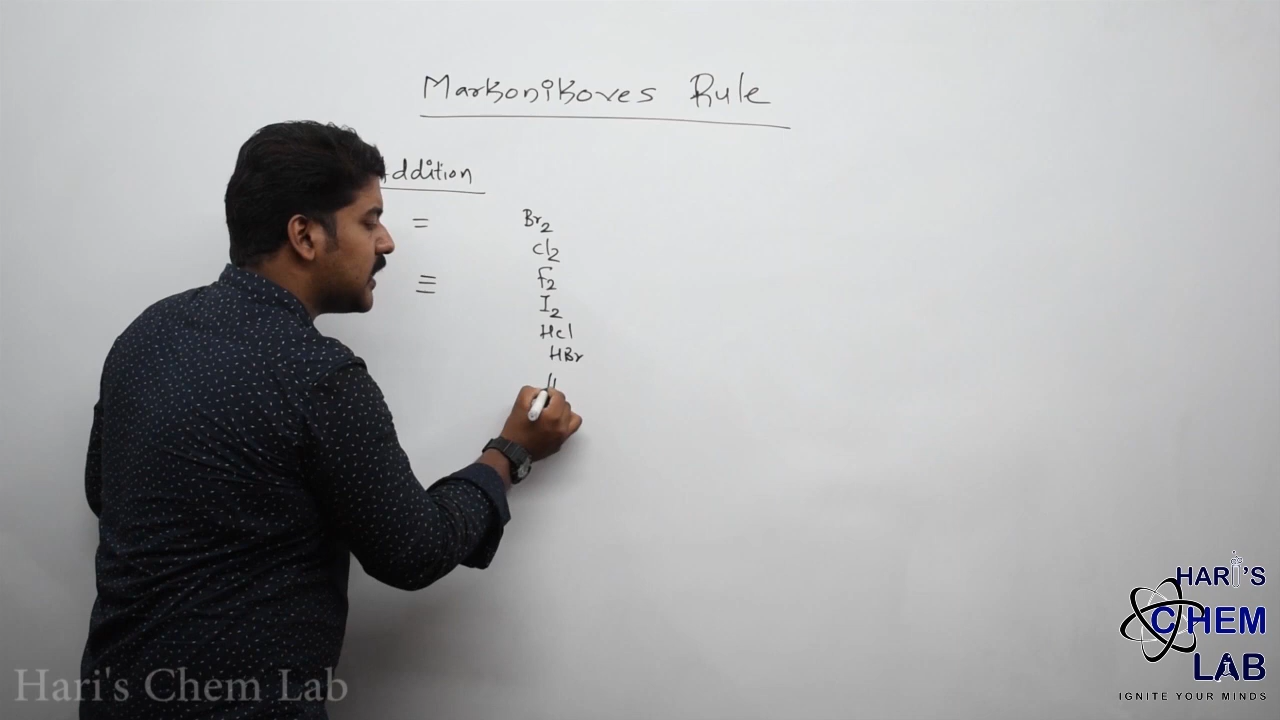 Markonikoves Rule
ddition
=
Br2
Cl2
≡
F2
I2
Hcl
HBr
Hari's Chem Lab
HARI'S
CHEM
LAB
IGNITE YOUR MINDS